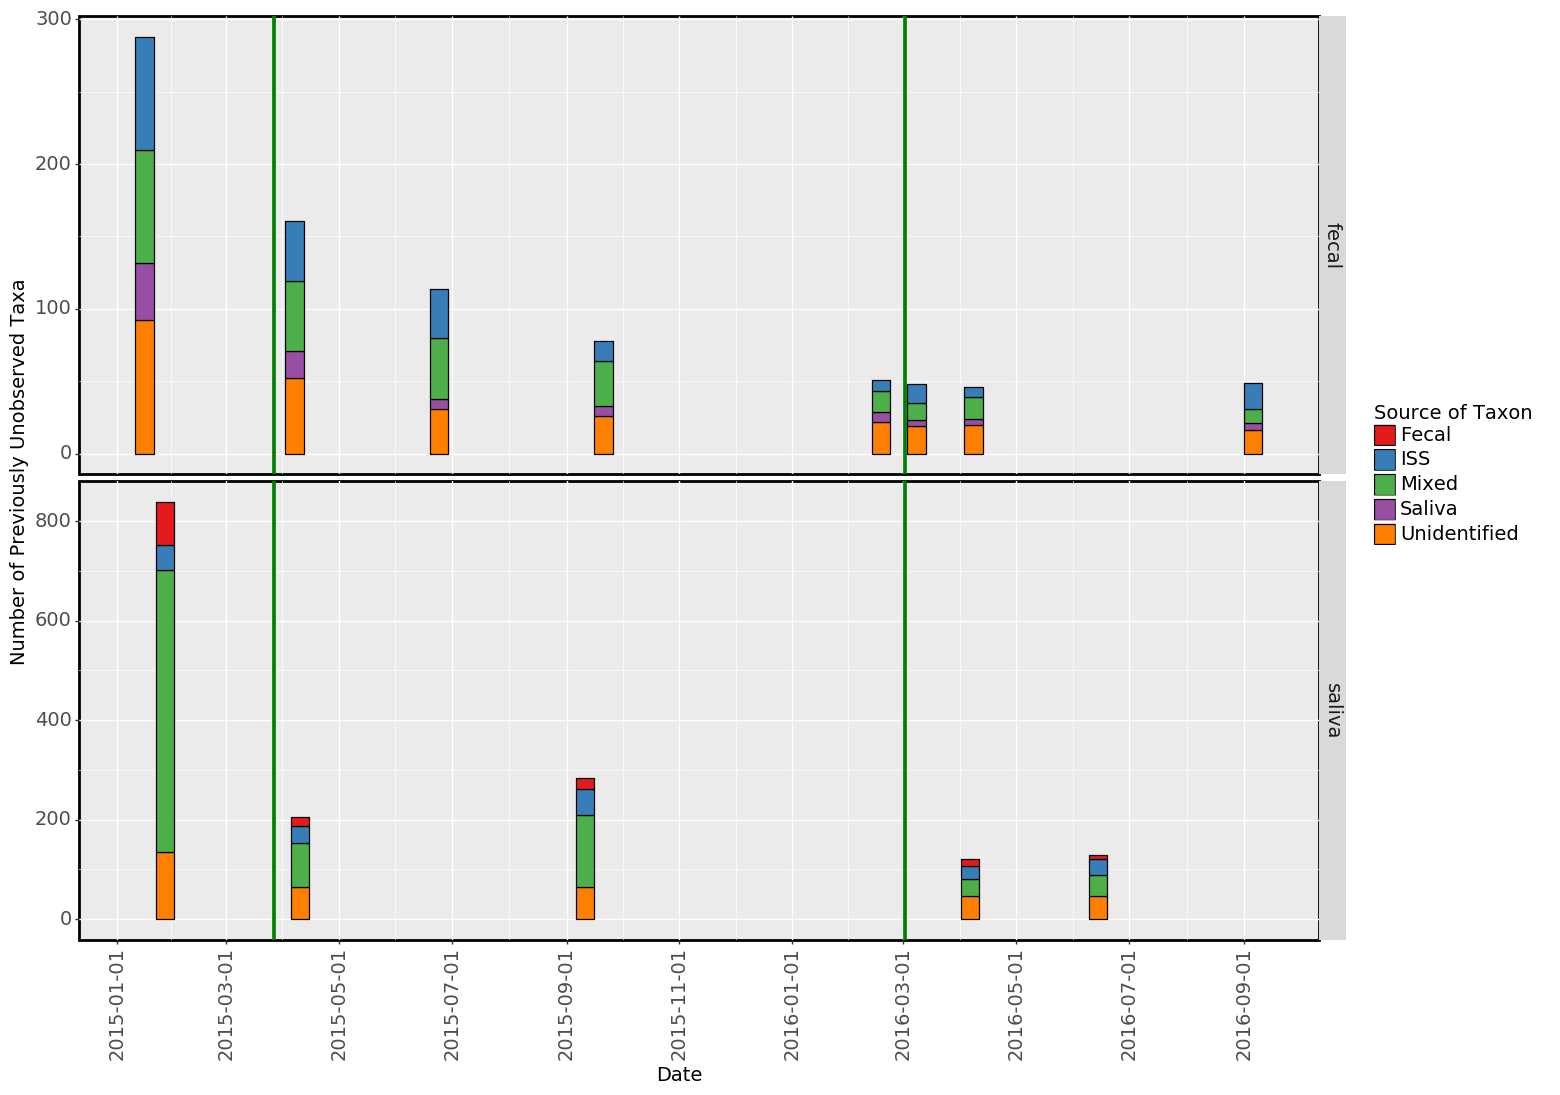 300
200
100
0
fecal
800
600
400
200
0
saliva
Number of Previously Unobserved Taxa
2015-01-01
2015-03-01
2015-05-01
2015-07-01
2015-09-01
2015-11-01
2016-01-01
2016-03-01
2016-05-01
2016-07-01
2016-09-01
Date
Source of Taxon
Fecal
ISS
Mixed
Saliva
Unidentified